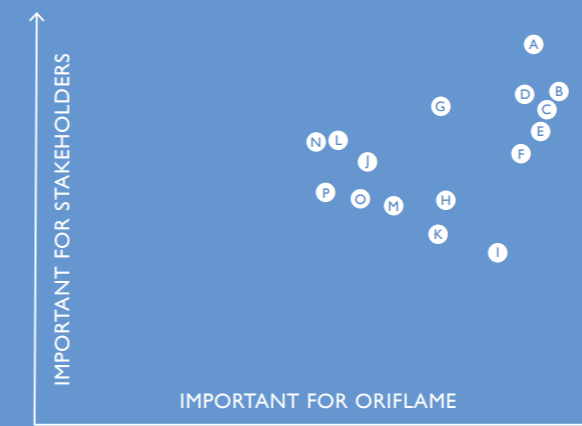 IMPORTANT FOR STAKEHOLDERS
A
B
D
C
G
E
N
L
F
J
P
O
H
M
K
I
IMPORTANT FOR ORIFLAME